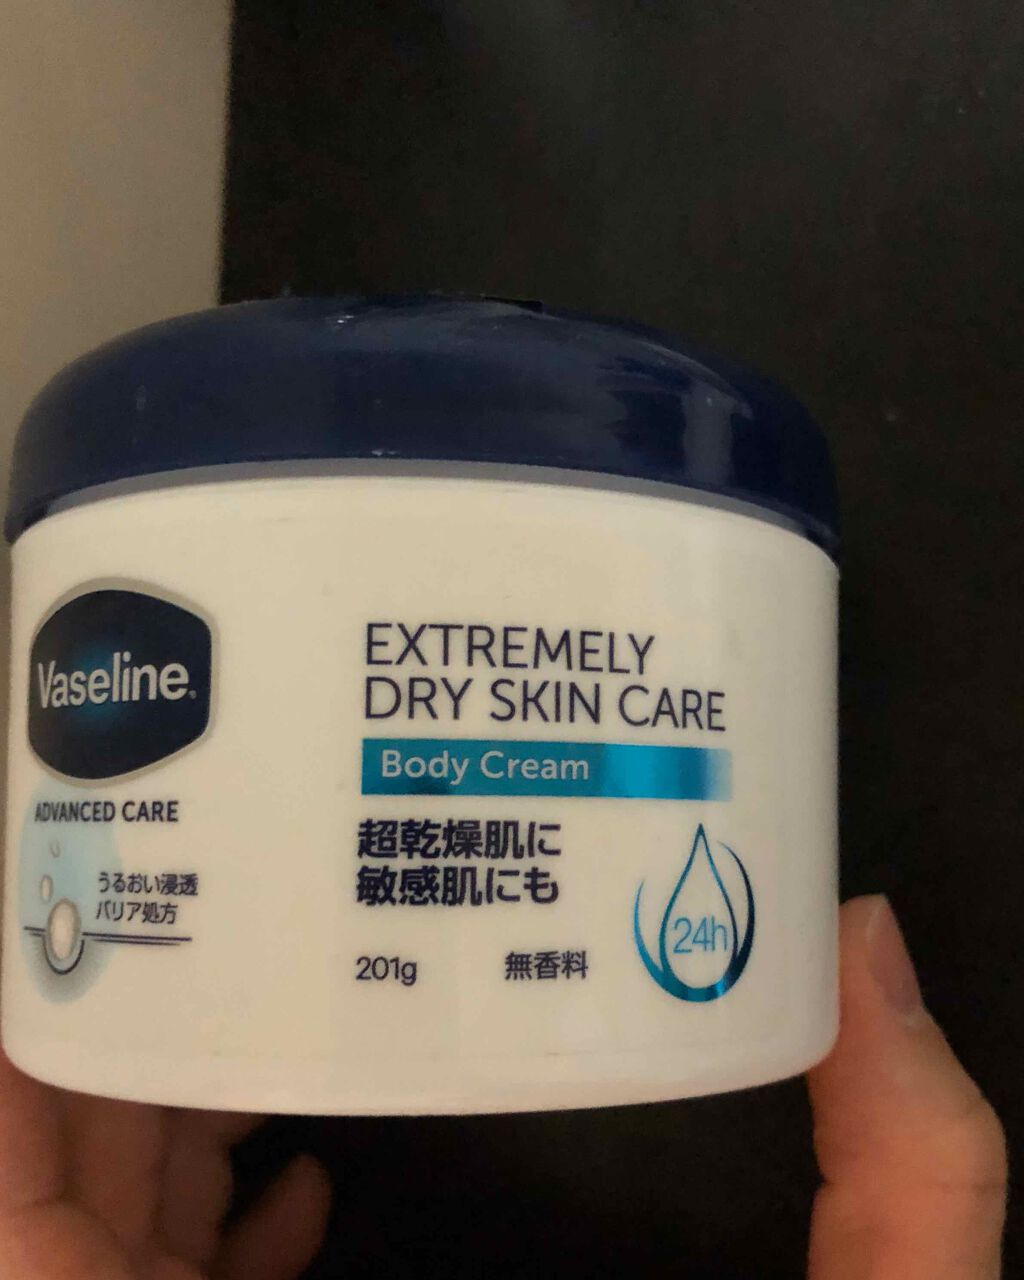 Vaseline
ADVANCED CARE
うるおい浸透
バリア処方
EXTREMELY
DRY SKIN CARE
Body Cream
超乾燥肌に
敏感肌にも
201g
無香料
24h